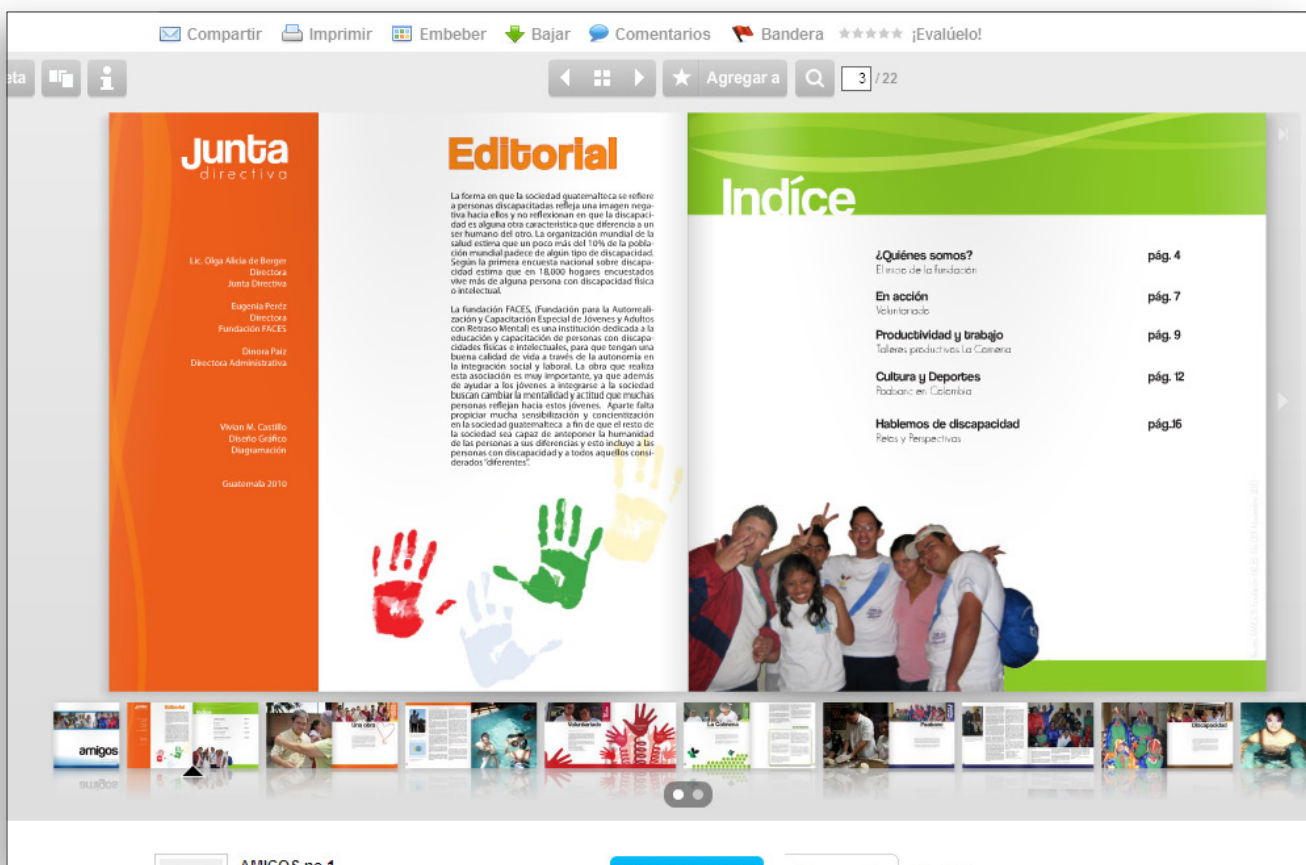 Compartir Imprimir Embeber Bajar Comentarios Bandera ¡Evalúelo!
eta Agregar a 3 / 22
Junta
directiva
Lic. Olga Alicia de Berger
Directora
Junta Directiva
Eugenia Peréz
Directora
Fundación FACES
Dinora Paiz
Directora Administrativa
Vivian M. Castillo
Diseño Gráfico
Diagramación
Guatemala 2010
Editorial
La forma en que la sociedad guatemalteca se refiere
a personas discapacitadas refleja una imagen nega-
tiva hacia ellos y no reflexionan en que la discapaci-
dad es alguna otra característica que diferencia a un
ser humano del otro. La organización mundial de la
salud estima que un poco más del 10% de la pobla-
ción mundial padece de algún tipo de discapacidad.
Según la primera encuesta nacional sobre discapa-
cidad estima que en 18,000 hogares encuestados
vive más de alguna persona con discapacidad física
o intelectual.
La fundación FACES, (Fundación para la Autorreali-
zación y Capacitación Especial de Jóvenes y Adultos
con Retraso Mental) es una institución dedicada a la
educación y capacitación de personas con discapa-
cidades físicas e intelectuales, para que tengan una
buena calidad de vida a través de la autonomía en
la integración social y laboral. La obra que realiza
esta asociación es muy importante, ya que además
de ayudar a los jóvenes a integrarse a la sociedad
buscan cambiar la mentalidad y actitud que muchas
personas reflejan hacia estos jóvenes. Aparte falta
propiciar mucha sensibilización y concientización
en la sociedad guatemalteca a fin de que el resto de
la sociedad sea capaz de anteponer la humanidad
de las personas a sus diferencias y esto incluye a las
personas con discapacidad y a todos aquellos consi-
derados "diferentes".
Indíce
¿Quiénes somos? pág. 4
El inicio de la fundación
En acción pág. 7
Voluntariado
Productividad y trabajo pág. 9
Talleres productivos La Comena
Cultura y Deportes pág. 12
Paabanc en Colombia
Hablemos de discapacidad pág.16
Retos y Perspectivas
amigos
Editorial
Indíce
Una obra
Voluntariado
Discapacidad
AMIGOS no.1